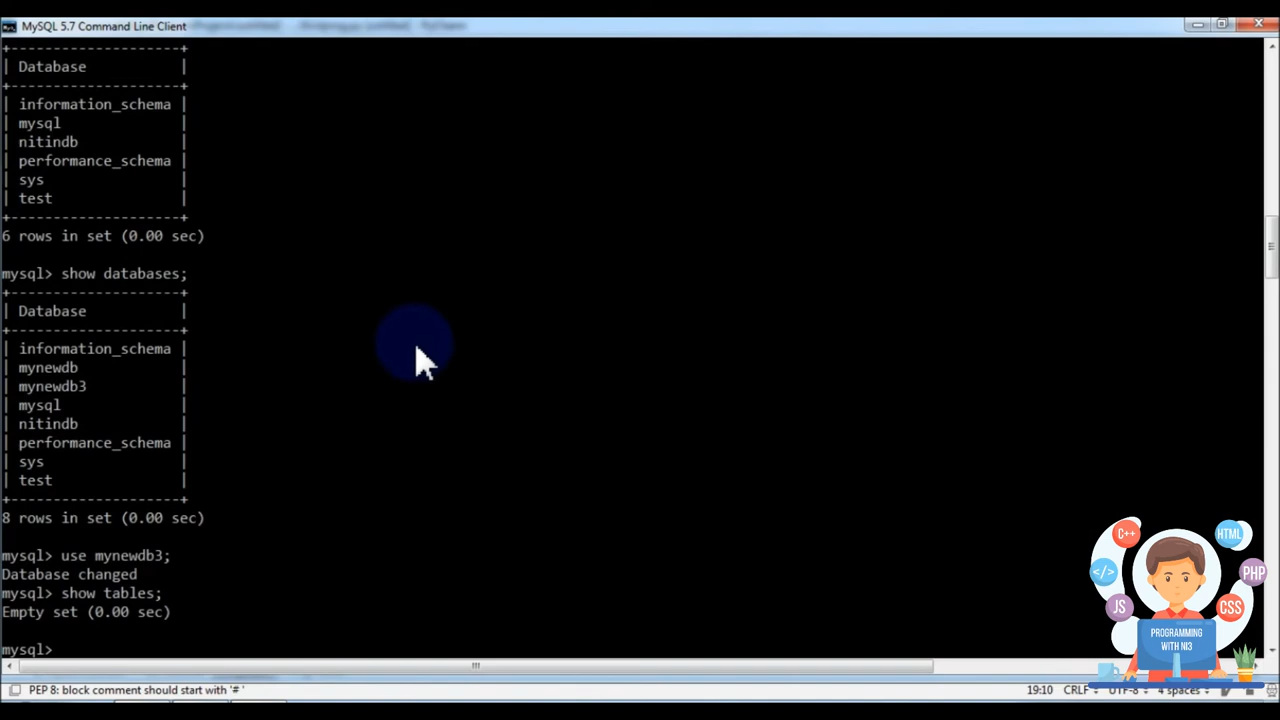 MySQL 5.7 Command Line Client
+--------------------+
| Database           |
+--------------------+
| information_schema |
| mysql              |
| nitindb            |
| performance_schema |
| sys                |
| test               |
+--------------------+
6 rows in set (0.00 sec)
mysql> show databases;
+--------------------+
| Database           |
+--------------------+
| information_schema |
| mynewdb            |
| mynewdb3           |
| mysql              |
| nitindb            |
| performance_schema |
| sys                |
| test               |
+--------------------+
8 rows in set (0.00 sec)
mysql> use mynewdb3;
Database changed
mysql> show tables;
Empty set (0.00 sec)
mysql>
C++
HTML
</>
PHP
JS
CSS
PROGRAMMING
WITH NI3
PEP 8: block comment should start with '# '
19:10 CRLF UTF-8 4 spaces